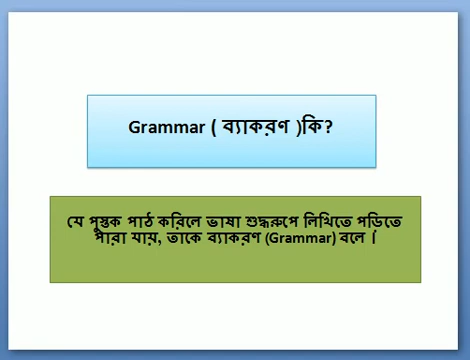 Grammar ( ব্যাকরণ )কি?
যে পুস্তক পাঠ করিলে ভাষা শুদ্ধরুপে লিখিতে পডিতে
পারা যায়, তাকে ব্যাকরণ (Grammar) বলে |